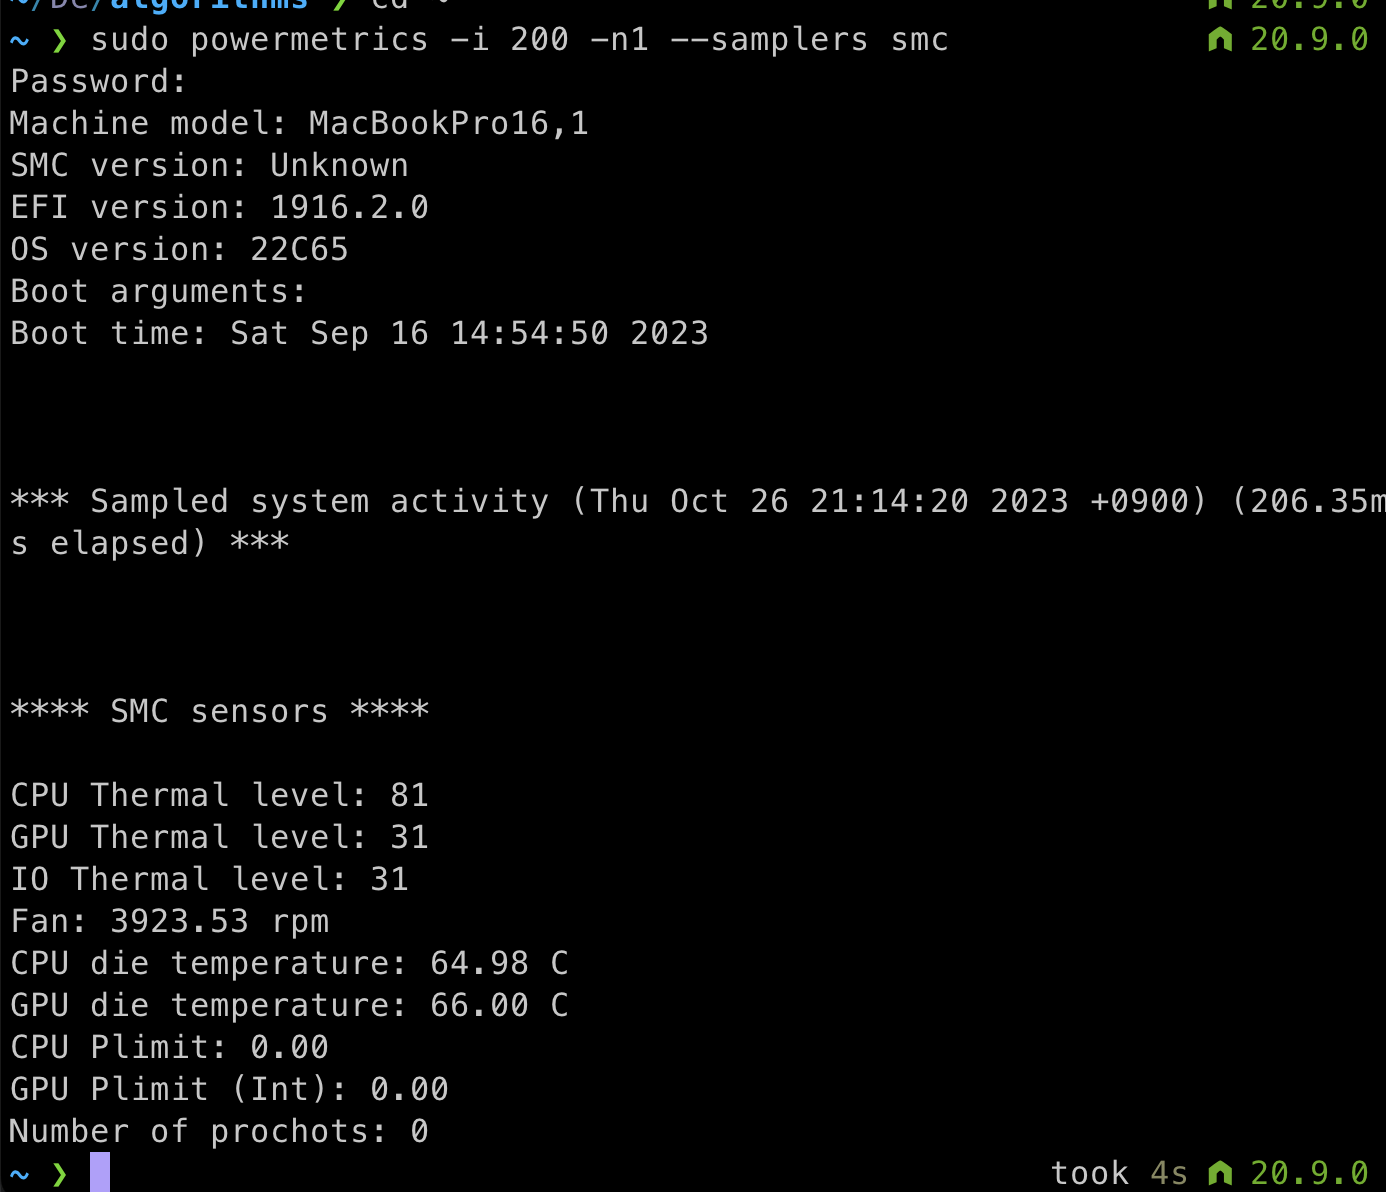 ~/De/algorithms ❯ cd ~ 20.9.0
~ ❯ sudo powermetrics -i 200 -n1 --samplers smc 20.9.0
Password:
Machine model: MacBookPro16,1
SMC version: Unknown
EFI version: 1916.2.0
OS version: 22C65
Boot arguments:
Boot time: Sat Sep 16 14:54:50 2023
*** Sampled system activity (Thu Oct 26 21:14:20 2023 +0900) (206.35m
s elapsed) ***
**** SMC sensors ****
CPU Thermal level: 81
GPU Thermal level: 31
IO Thermal level: 31
Fan: 3923.53 rpm
CPU die temperature: 64.98 C
GPU die temperature: 66.00 C
CPU Plimit: 0.00
GPU Plimit (Int): 0.00
Number of prochots: 0
~ ❯ took 4s 20.9.0